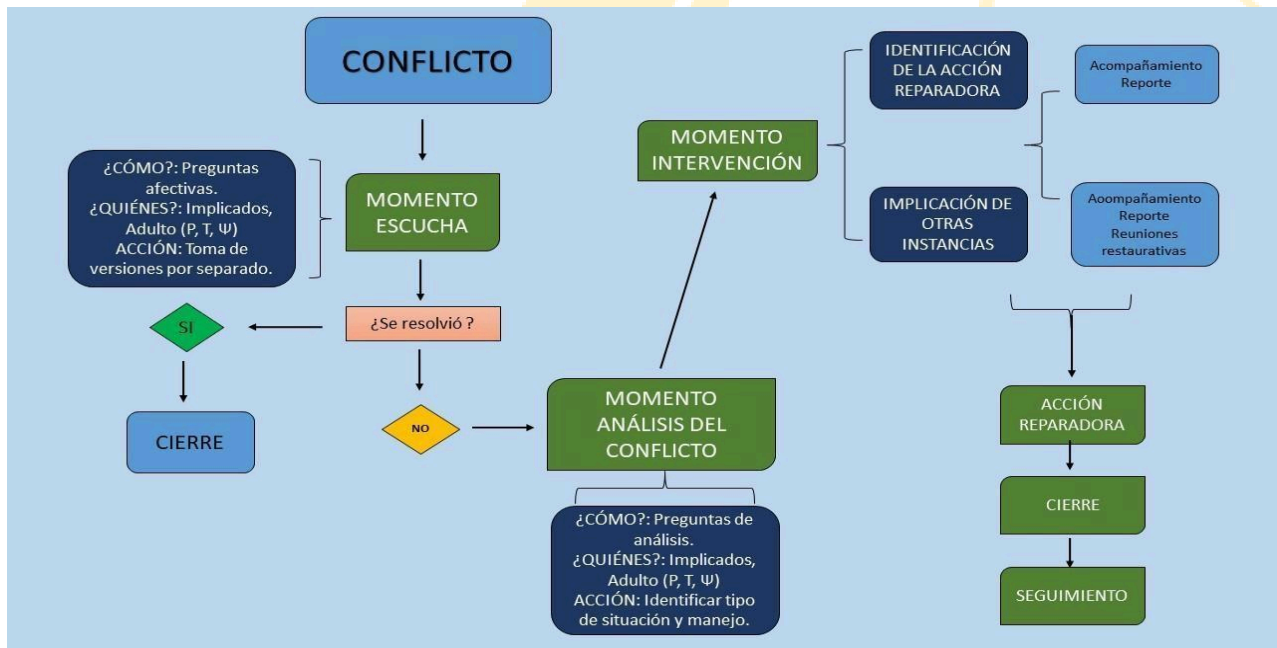 CONFLICTO
¿CÓMO?: Preguntas
afectivas.
¿QUIÉNES?: Implicados,
Adulto (P, T, Ψ)
ACCIÓN: Toma de
versiones por separado.
MOMENTO
ESCUCHA
SI
¿Se resolvió ?
CIERRE
NO
MOMENTO
ANÁLISIS DEL
CONFLICTO
¿CÓMO?: Preguntas de
análisis.
¿QUIÉNES?: Implicados,
Adulto (P, T, Ψ)
ACCIÓN: Identificar tipo
de situación y manejo.
MOMENTO
INTERVENCIÓN
IDENTIFICACIÓN
DE LA ACCIÓN
REPARADORA
IMPLICACIÓN DE
OTRAS
INSTANCIAS
Acompañamiento
Reporte
Acompañamiento
Reporte
Reuniones
restaurativas
ACCIÓN
REPARADORA
CIERRE
SEGUIMIENTO